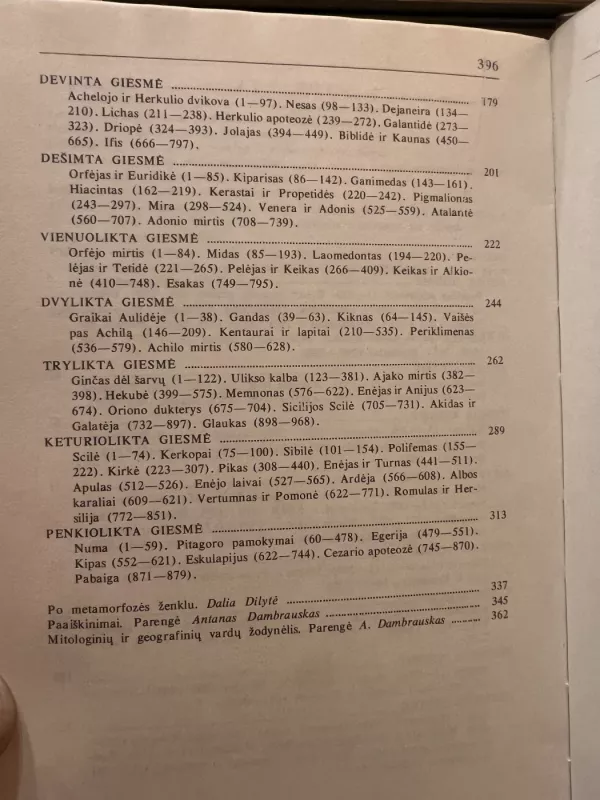 396
DEVINTA GIESMĖ ........ 179
Achelojo ir Herkulio dvikova (1—97). Nesas (98—133). Dejaneira (134—
210). Lichas (211—238). Herkulio apoteozė (239—272). Galantidė (273—
323). Driopė (324—393). Jolajas (394—449). Biblidė ir Kaunas (450—
665). Ifis (666—797).
DEŠIMTA GIESMĖ ........ 201
Orfėjas ir Euridikė (1—85). Kiparisas (86—142). Ganimedas (143—161).
Hiacintas (162—219). Kerastai ir Propetidės (220—242). Pigmalionas
(243—297). Mira (298—524). Venera ir Adonis (525—559). Atalantė
(560—707). Adonio mirtis (708—739).
VIENUOLIKTA GIESMĖ ........ 222
Orfėjo mirtis (1—84). Midas (85—193). Laomedontas (194—220). Pe-
lėjas ir Tetidė (221—265). Pelėjas ir Keikas (266—409). Keikas ir Alkio-
nė (410—748). Esakas (749—795).
DVYLIKTA GIESMĖ ........ 244
Graikai Aulidėje (1—38). Gandas (39—63). Kiknas (64—145). Vaišės
pas Achilą (146—209). Kentaurai ir lapitai (210—535). Periklimenas
(536—579). Achilo mirtis (580—628).
TRYLIKTA GIESMĖ ........ 262
Ginčas dėl šarvų (1—122). Ulikso kalba (123—381). Ajako mirtis (382—
398). Hekubė (399—575). Memnonas (576—622). Enėjas ir Anijus (623—
674). Oriono dukterys (675—704). Sicilijos Scilė (705—731). Akidas ir
Galatėja (732—897). Glaukas (898—968).
KETURIOLIKTA GIESMĖ ........ 289
Scilė (1—74). Kerkopai (75—100). Sibilė (101—154). Polifemas (155—
222). Kirkė (223—307). Pikas (308—440). Enėjas ir Turnas (441—511).
Apulas (512—526). Enėjo laivai (527—565). Ardėja (566—608). Albos
karaliai (609—621). Vertumnas ir Pomonė (622—771). Romulas ir Her-
silija (772—851).
PENKIOLIKTA GIESMĖ ........ 313
Numa (1—59). Pitagoro pamokymai (60—478). Egerija (479—551).
Kipas (552—621). Eskulapijus (622—744). Cezario apoteozė (745—870).
Pabaiga (871—879).
Po metamorfozės ženklu. Dalia Dilytė ........ 337
Paaiškinimai. Parengė Antanas Dambrauskas ........ 345
Mitologinių ir geografinių vardų žodynėlis. Parengė A. Dambrauskas ........ 362